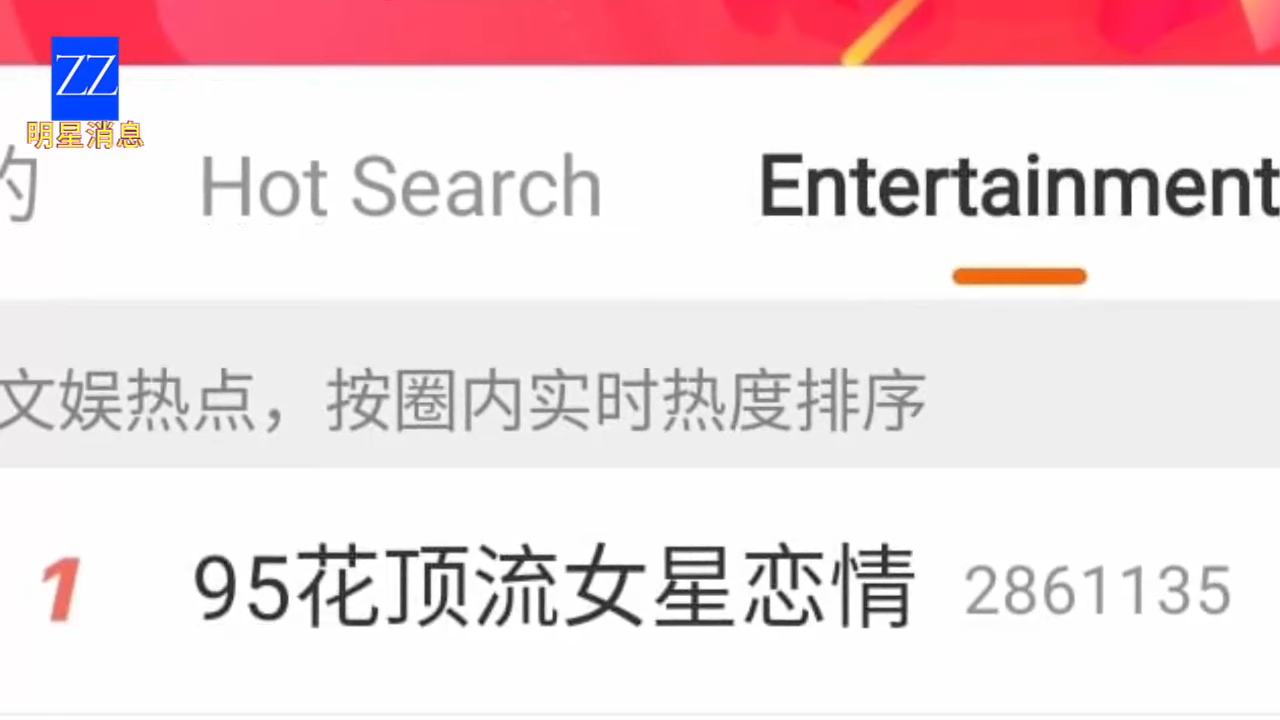 ZZ
明星消息
的 Hot Search Entertainment
文娱热点，按圈内实时热度排序
1 95花顶流女星恋情 2861135